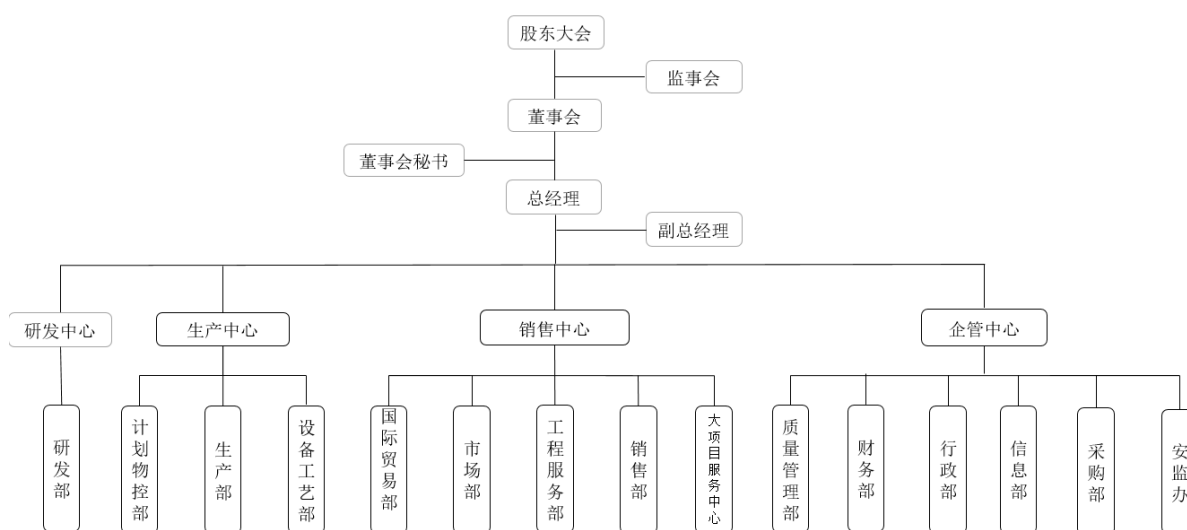 股东大会
监事会
董事会
董事会秘书
总经理
副总经理
研发中心
生产中心
销售中心
企管中心
研发部
计划物控部
生产部
设备工艺部
国际贸易部
市场部
工程服务部
销售部
大项目服务中心
质量管理部
财务部
行政部
信息部
采购部
安监办